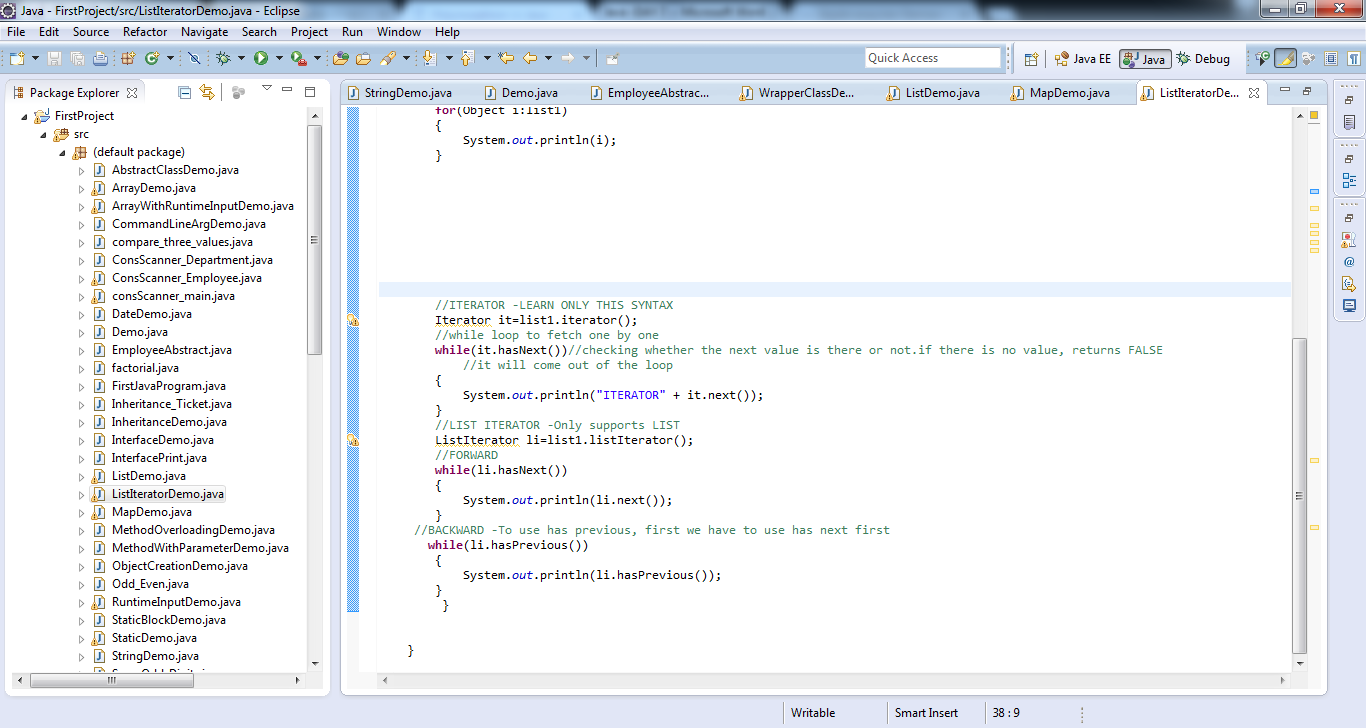 Java - FirstProject/src/ListIteratorDemo.java - Eclipse
File Edit Source Refactor Navigate Search Project Run Window Help
Quick Access
Java EE
Java
Debug
Package Explorer
FirstProject
src
(default package)
AbstractClassDemo.java
ArrayDemo.java
ArrayWithRuntimeInputDemo.java
CommandLineArgDemo.java
compare_three_values.java
ConsScanner_Department.java
ConsScanner_Employee.java
consScanner_main.java
DateDemo.java
Demo.java
EmployeeAbstract.java
factorial.java
FirstJavaProgram.java
Inheritance_Ticket.java
InheritanceDemo.java
InterfaceDemo.java
InterfacePrint.java
ListDemo.java
ListIteratorDemo.java
MapDemo.java
MethodOverloadingDemo.java
MethodWithParameterDemo.java
ObjectCreationDemo.java
Odd_Even.java
RuntimeInputDemo.java
StaticBlockDemo.java
StaticDemo.java
StringDemo.java
StringDemo.java Demo.java EmployeeAbstrac... WrapperClassDe... ListDemo.java MapDemo.java ListIteratorDe...
for(Object i:list1)
{
System.out.println(i);
}
//ITERATOR -LEARN ONLY THIS SYNTAX
Iterator it=list1.iterator();
//while loop to fetch one by one
while(it.hasNext())//checking whether the next value is there or not.if there is no value, returns FALSE
//it will come out of the loop
{
System.out.println("ITERATOR" + it.next());
}
//LIST ITERATOR -Only supports LIST
ListIterator li=list1.listIterator();
//FORWARD
while(li.hasNext())
{
System.out.println(li.next());
}
//BACKWARD -To use has previous, first we have to use has next first
while(li.hasPrevious())
{
System.out.println(li.hasPrevious());
}
}
}
Writable
Smart Insert
38 : 9